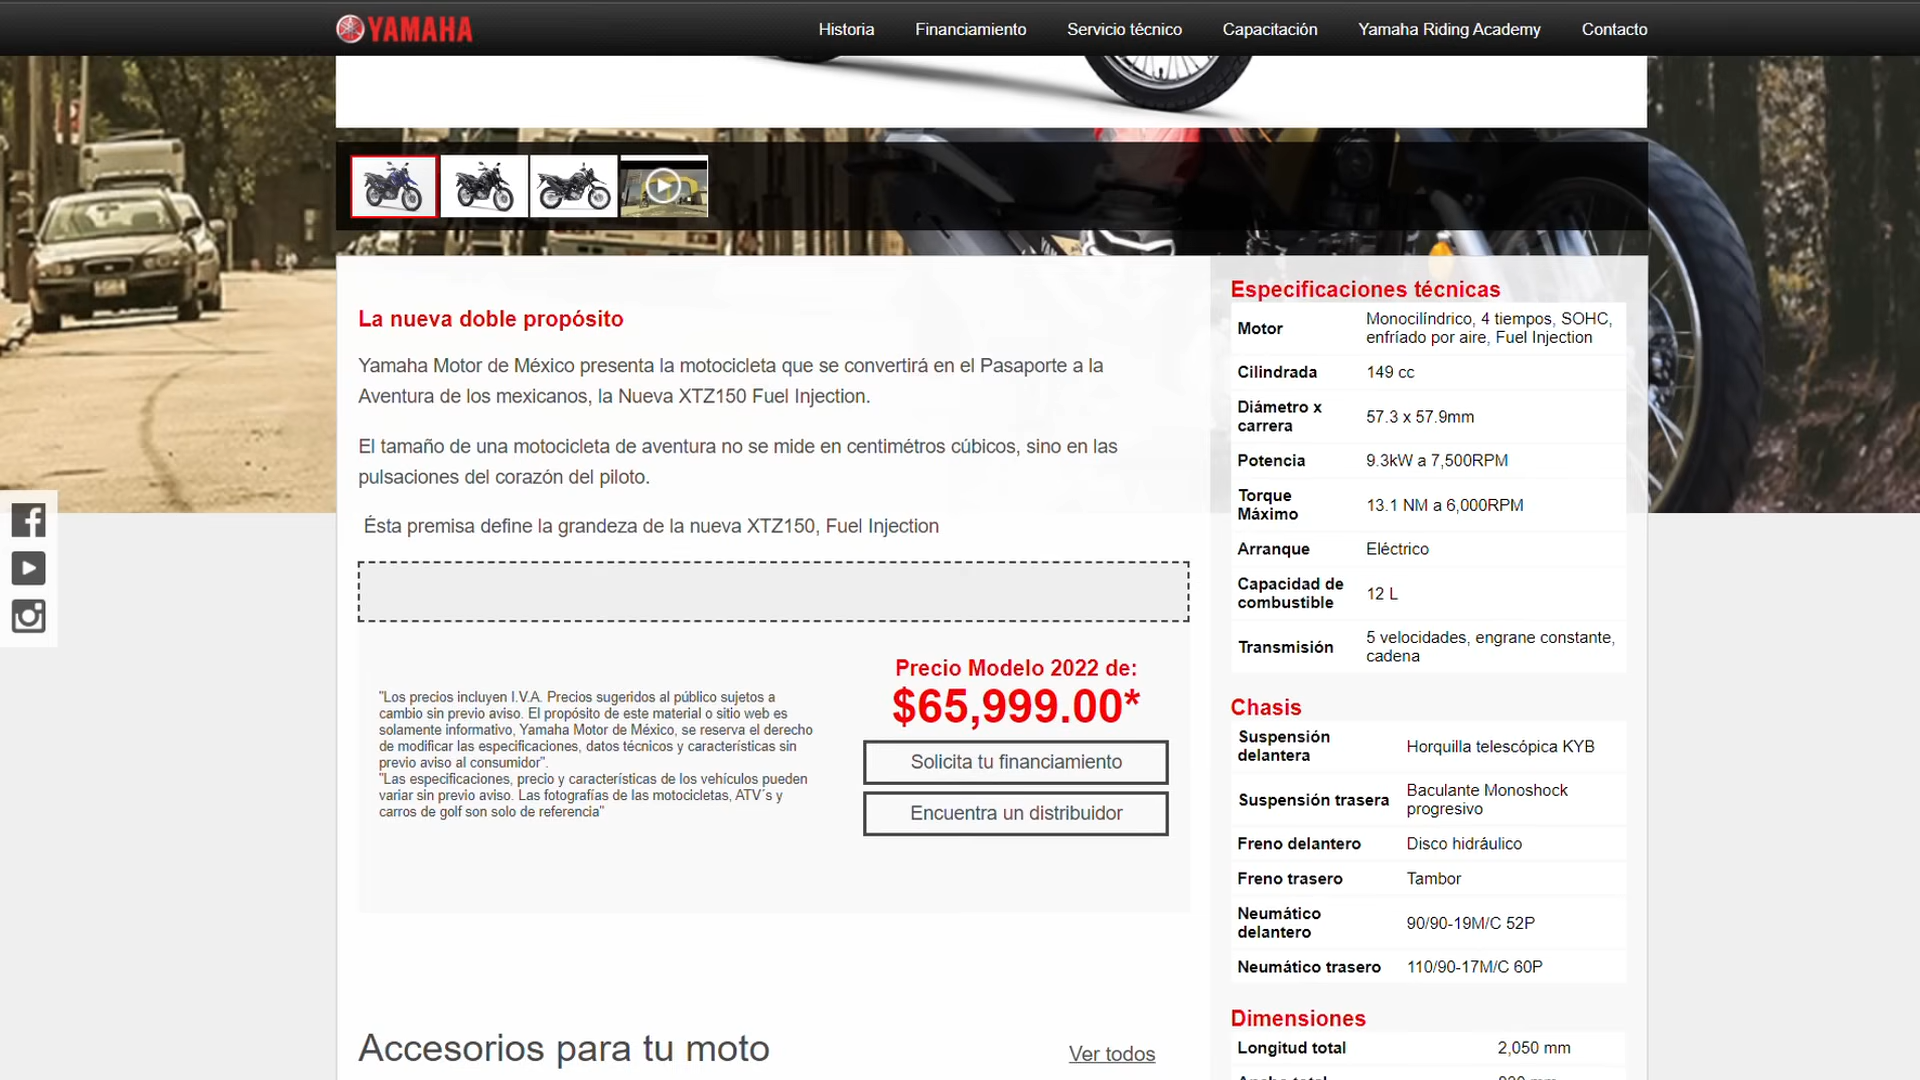 YAMAHA
Historia
Financiamiento
Servicio técnico
Capacitación
Yamaha Riding Academy
Contacto
La nueva doble propósito
Yamaha Motor de México presenta la motocicleta que se convertirá en el Pasaporte a la
Aventura de los mexicanos, la Nueva XTZ150 Fuel Injection.
El tamaño de una motocicleta de aventura no se mide en centimétros cúbicos, sino en las
pulsaciones del corazón del piloto.
Ésta premisa define la grandeza de la nueva XTZ150, Fuel Injection
"Los precios incluyen I.V.A. Precios sugeridos al público sujetos a
cambio sin previo aviso. El propósito de este material o sitio web es
solamente informativo, Yamaha Motor de México, se reserva el derecho
de modificar las especificaciones, datos técnicos y características sin
previo aviso al consumidor".
"Las especificaciones, precio y características de los vehículos pueden
variar sin previo aviso. Las fotografías de las motocicletas, ATV´s y
carros de golf son solo de referencia"
Precio Modelo 2022 de:
$65,999.00*
Solicita tu financiamiento
Encuentra un distribuidor
Accesorios para tu moto
Ver todos
Especificaciones técnicas
Motor
Monocilíndrico, 4 tiempos, SOHC,
enfríado por aire, Fuel Injection
Cilindrada
149 cc
Diámetro x
carrera
57.3 x 57.9mm
Potencia
9.3kW a 7,500RPM
Torque
Máximo
13.1 NM a 6,000RPM
Arranque
Eléctrico
Capacidad de
combustible
12 L
Transmisión
5 velocidades, engrane constante,
cadena
Chasis
Suspensión
delantera
Horquilla telescópica KYB
Suspensión trasera
Baculante Monoshock
progresivo
Freno delantero
Disco hidráulico
Freno trasero
Tambor
Neumático
delantero
90/90-19M/C 52P
Neumático trasero
110/90-17M/C 60P
Dimensiones
Longitud total
2,050 mm